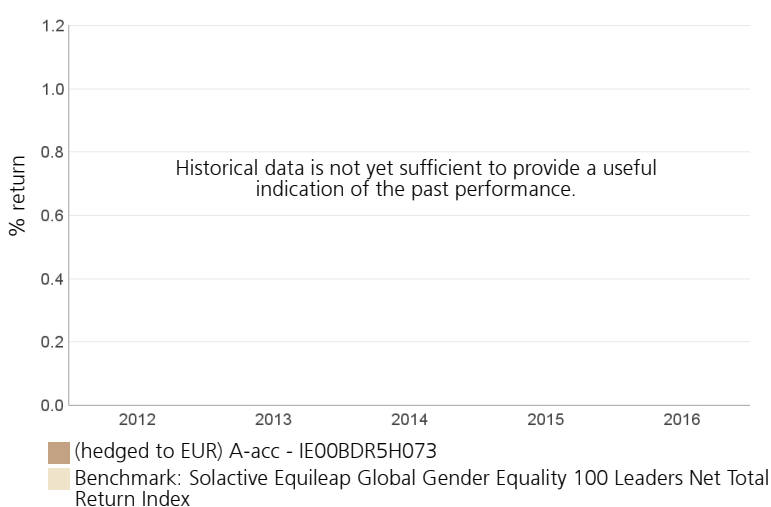 1.2
1.0
0.8
0.6
0.4
0.2
0.0
% return
Historical data is not yet sufficient to provide a useful
indication of the past performance.
2012 2013 2014 2015 2016
(hedged to EUR) A-acc - IE00BDR5H073
Benchmark: Solactive Equileap Global Gender Equality 100 Leaders Net Total
Return Index